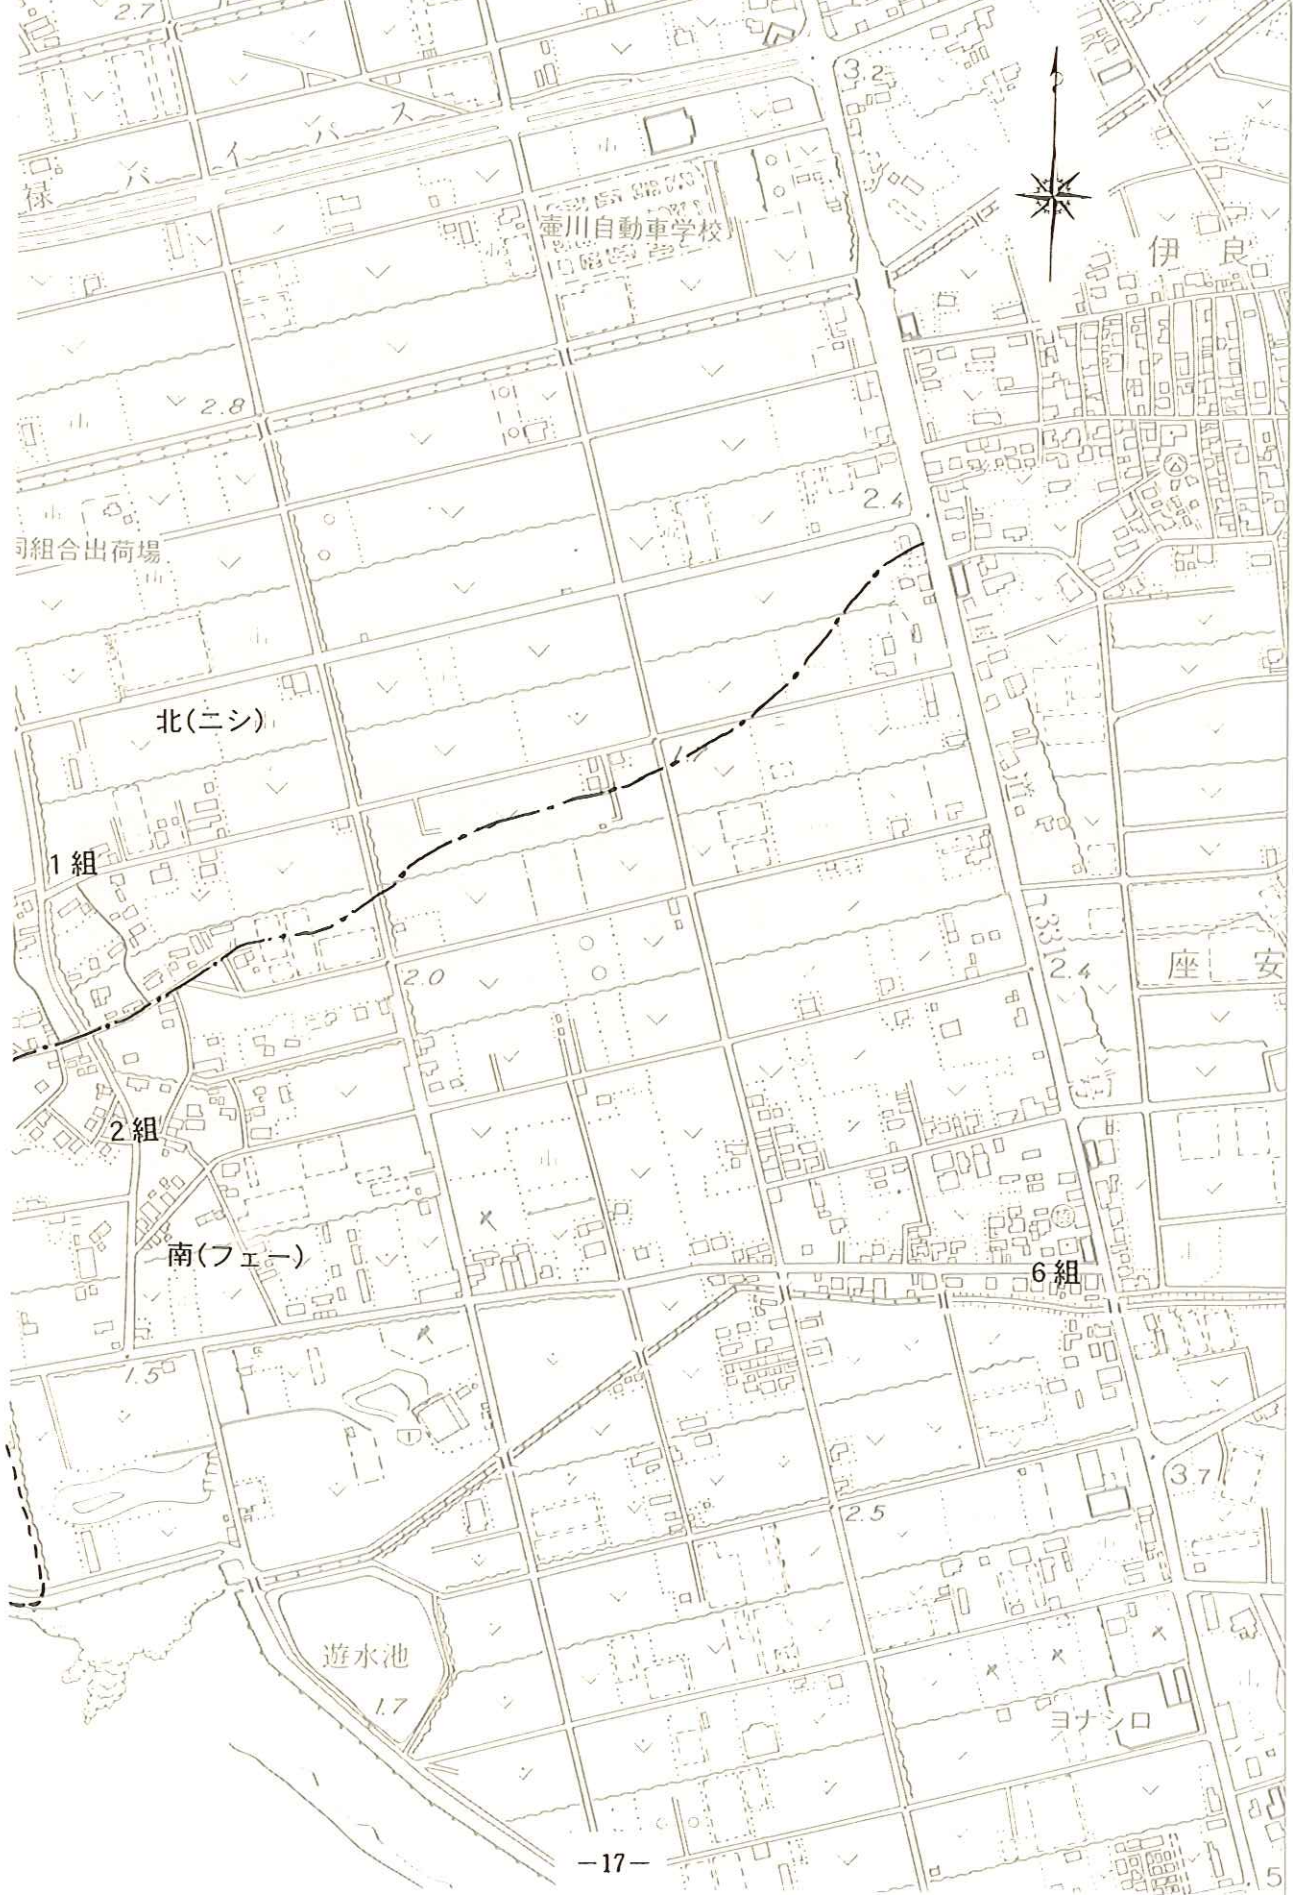 2.7
3.2
バイパス
禄
壷川自動車学校
伊良
2.8
2.4
同組合出荷場
北(ニシ)
1組
331
2.0
2.4
座安
2組
南(フェー)
6組
1.5
3.7
2.5
遊水池
1.7
ヨナシロ
5
—17—